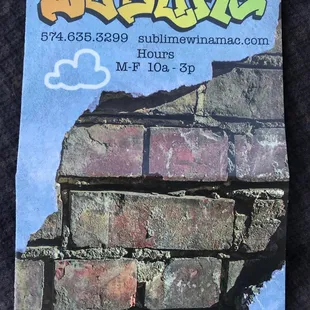 574.635.3299 sublimewinamac.com
Hours
M-F 10a - 3p